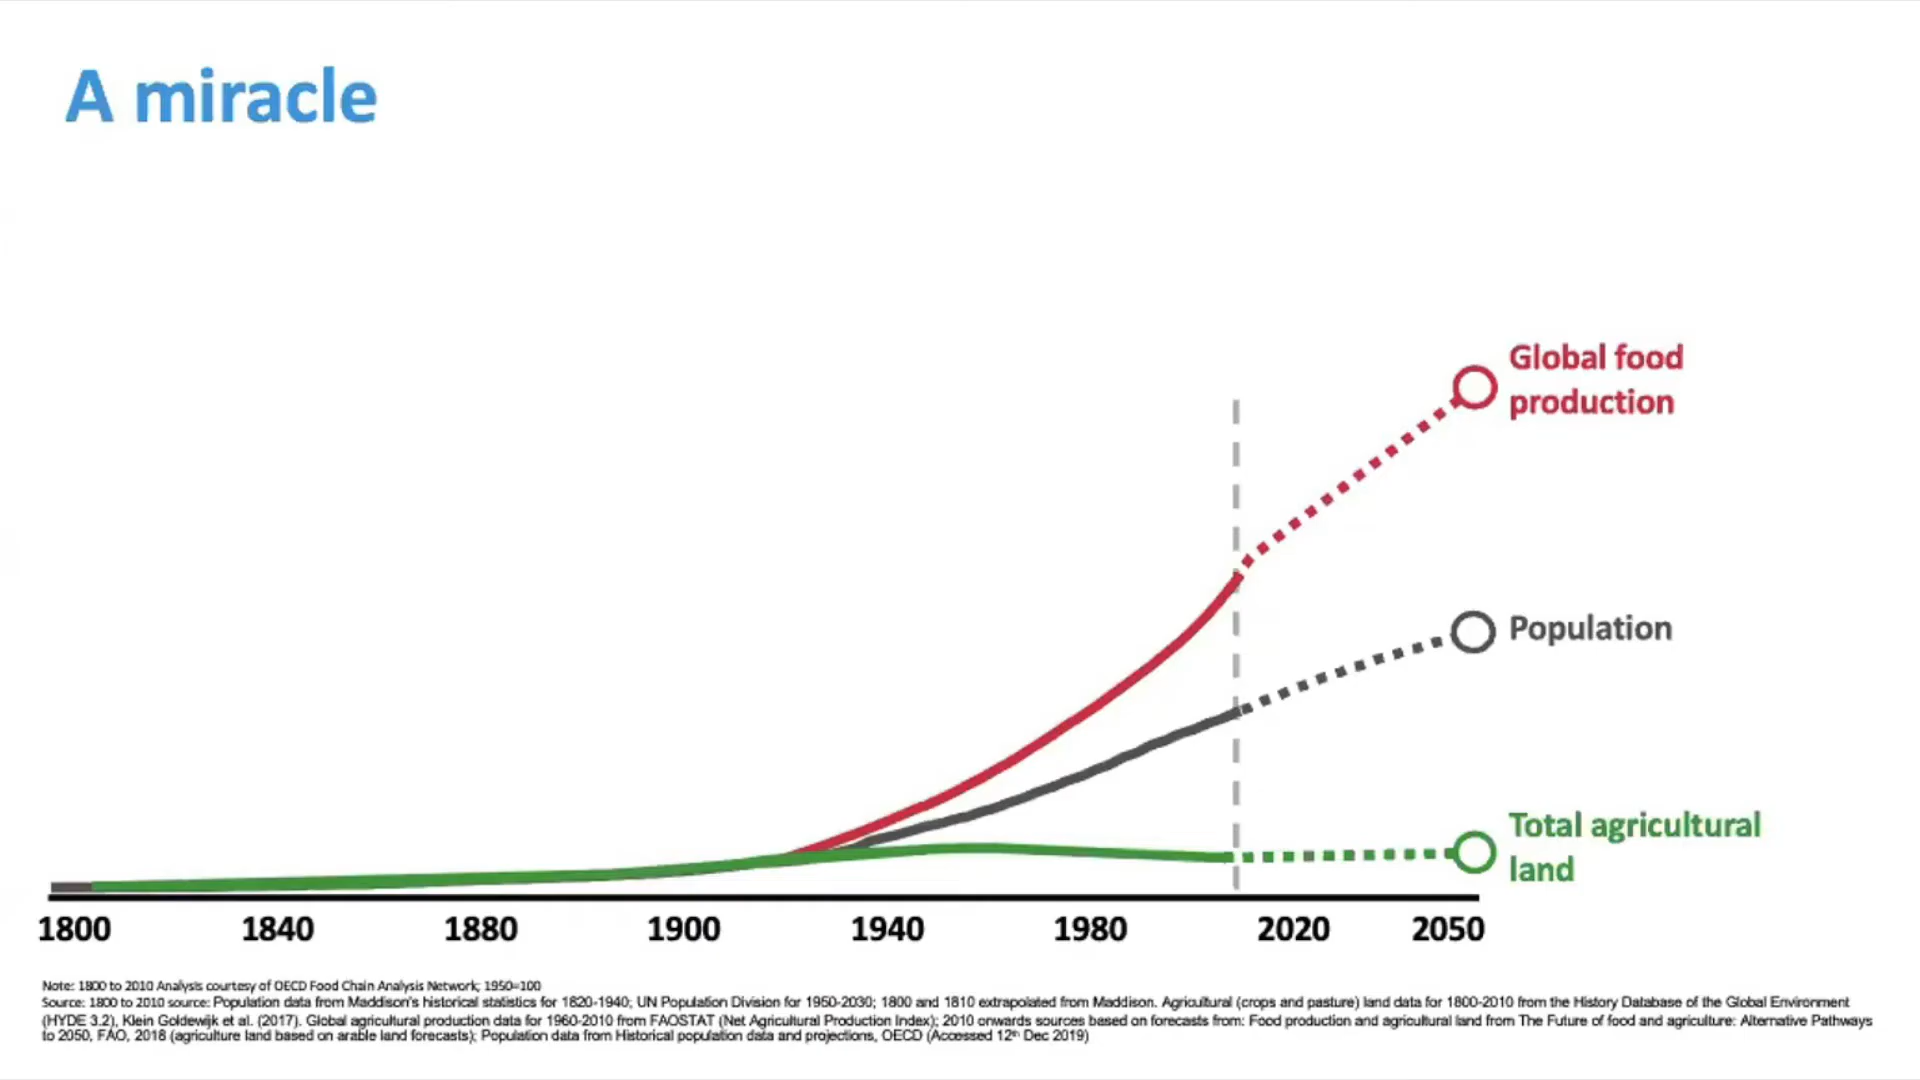 A miracle
Global food
production
Population
Total agricultural
land
1800 1840 1880 1900 1940 1980 2020 2050
Note: 1800 to 2010 Analysis courtesy of OECD Food Chain Analysis Network; 1950=100
Source: 1800 to 2010 source: Population data from Maddison's historical statistics for 1820-1940; UN Population Division for 1950-2030; 1800 and 1810 extrapolated from Maddison. Agricultural (crops and pasture) land data for 1800-2010 from the History Database of the Global Environment
(HYDE 3.2), Klein Goldewijk et al. (2017). Global agricultural production data for 1960-2010 from FAOSTAT (Net Agricultural Production Index); 2010 onwards sources based on forecasts from: Food production and agricultural land from The Future of food and agriculture: Alternative Pathways
to 2050, FAO, 2018 (agriculture land based on arable land forecasts); Population data from Historical population data and projections, OECD (Accessed 12th Dec 2019)